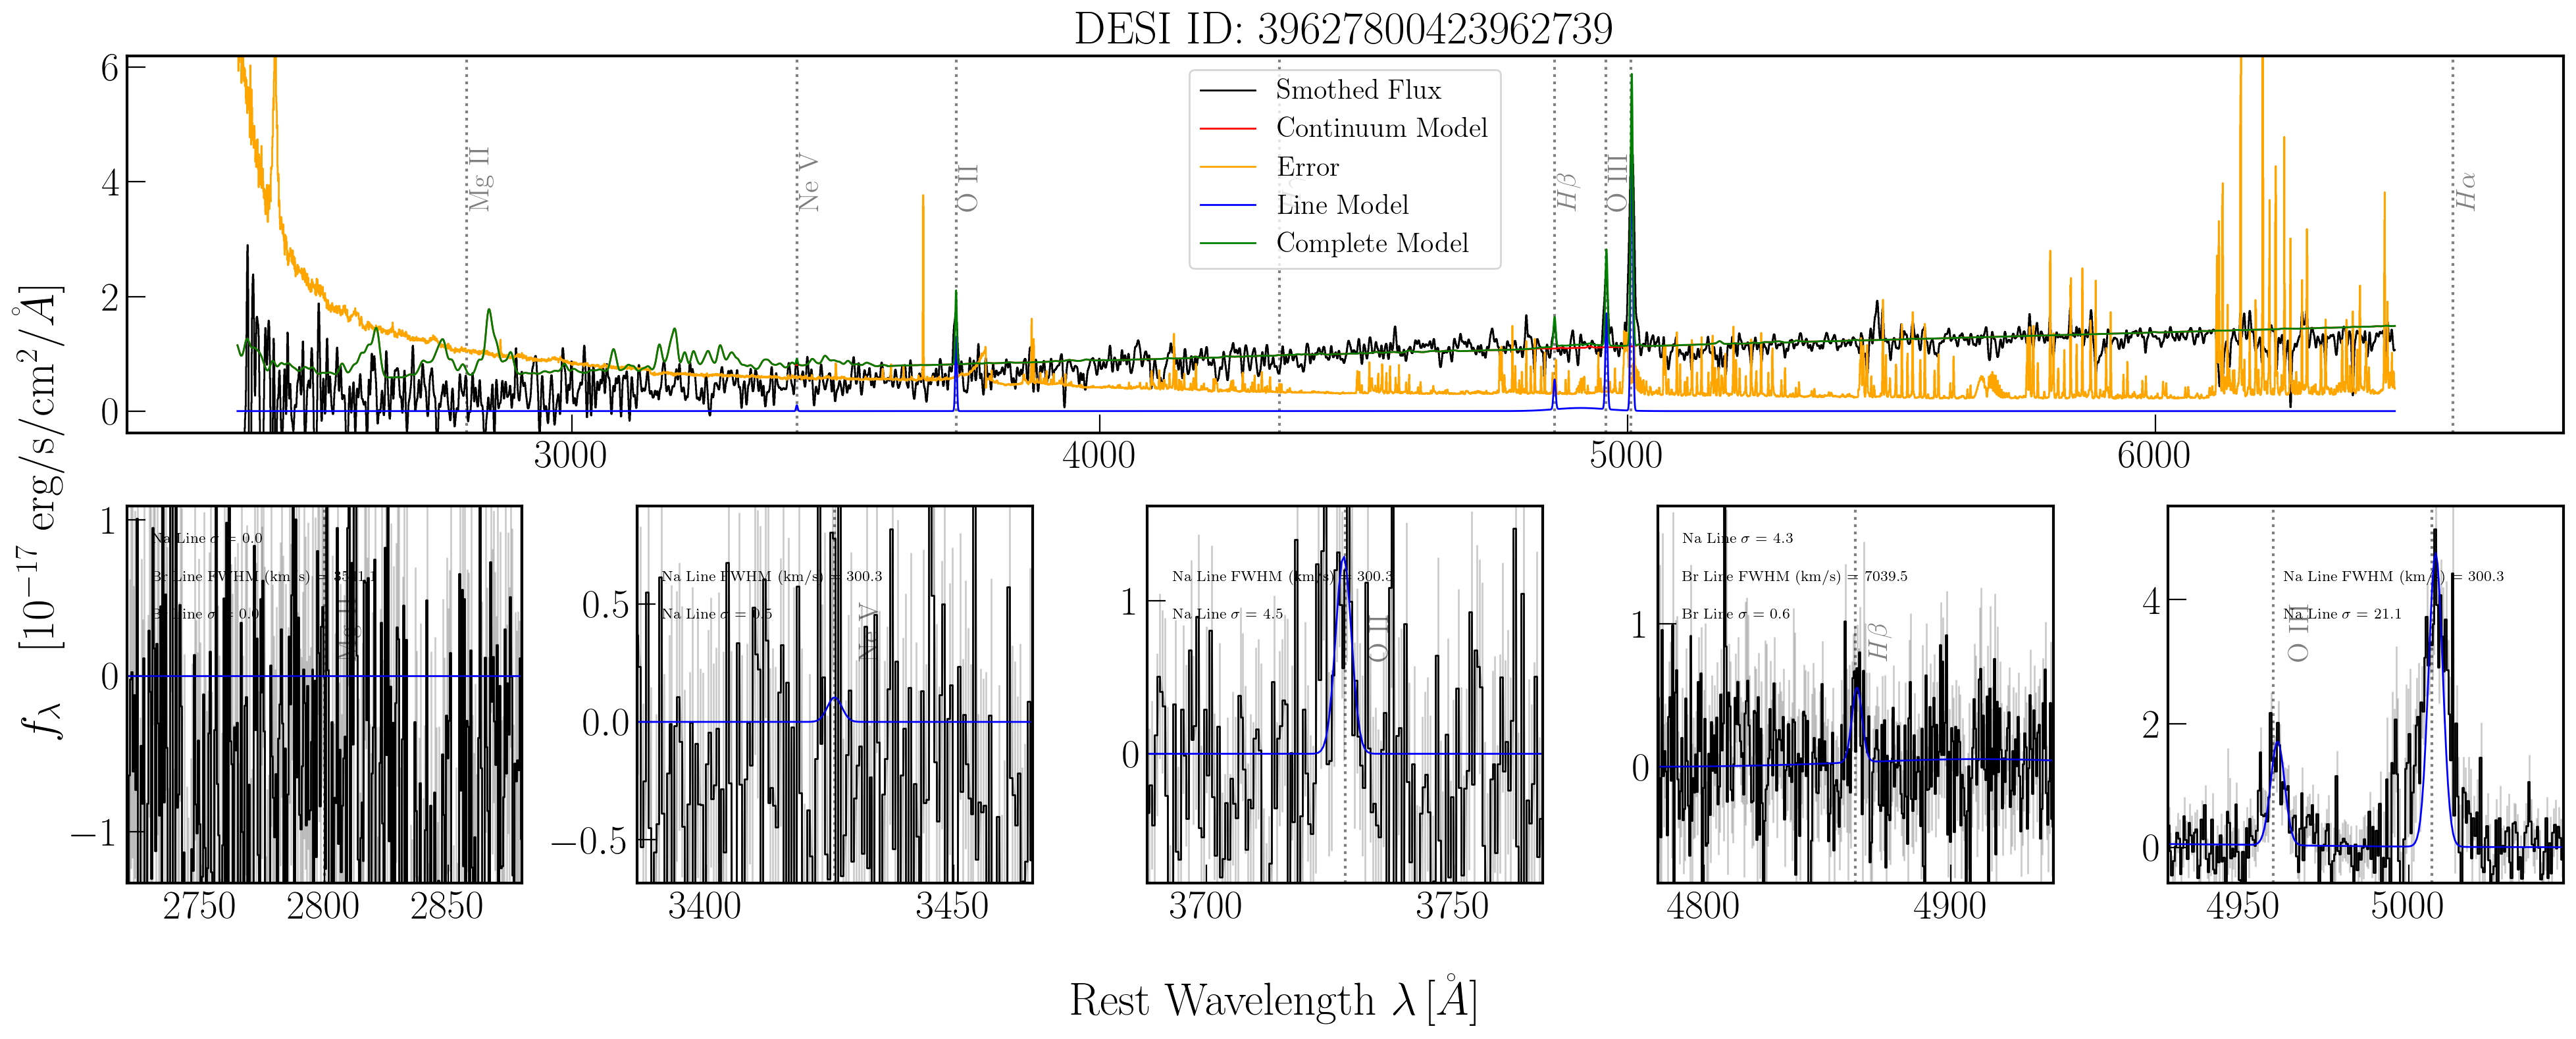 DESI ID: 39627800423962739
6
4
2
0
Mg II
Ne V
O II
Hβ
O III
Hα
Smothed Flux
Continuum Model
Error
Line Model
Complete Model
3000 4000 5000 6000
f_λ [10^{-17} erg/s/cm^2/Å]
1
0
−1
Na Line σ = 0.0
Br Line σ = 0.0
Mg II
2750 2800 2850
0.5
0.0
−0.5
Na Line FWHM (km/s) = 300.3
Na Line σ = 0.5
Ne V
3400 3450
1
0
Na Line FWHM (km/s) = 300.3
Na Line σ = 4.5
O II
3700 3750
1
0
Na Line σ = 4.3
Br Line FWHM (km/s) = 7039.5
Br Line σ = 0.6
Hβ
4800 4900
4
2
0
Na Line FWHM (km/s) = 300.3
Na Line σ = 21.1
O III
4950 5000
Rest Wavelength λ [Å]